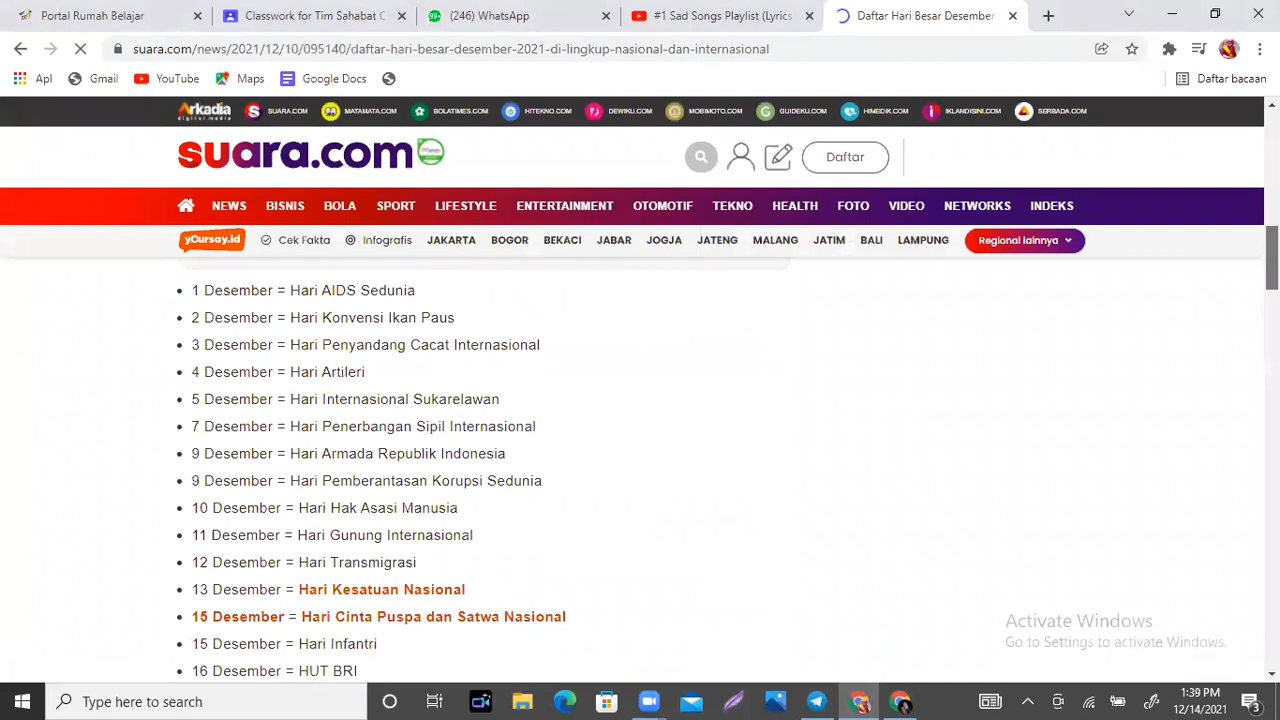 Portal Rumah Belajar
Classwork for Tim Sahabat C
(246) WhatsApp
#1 Sad Songs Playlist (Lyrics
Daftar Hari Besar Desember
suara.com/news/2021/12/10/095140/daftar-hari-besar-desember-2021-di-lingkup-nasional-dan-internasional
Apl Gmail YouTube Maps Google Docs Daftar bacaan
Arkadia digital media SUARA.COM MATAMATA.COM BOLATIMES.COM HITEKNO.COM DEWIKU.COM MOBIMOTO.COM GUIDEKU.COM HIMEDIK.COM IKLANDISINI.COM SERBADA.COM
suara.com Daftar
NEWS BISNIS BOLA SPORT LIFESTYLE ENTERTAINMENT OTOMOTIF TEKNO HEALTH FOTO VIDEO NETWORKS INDEKS
yOursay.id Cek Fakta Infografis JAKARTA BOGOR BEKACI JABAR JOGJA JATENG MALANG JATIM BALI LAMPUNG Regional lainnya
1 Desember = Hari AIDS Sedunia
2 Desember = Hari Konvensi Ikan Paus
3 Desember = Hari Penyandang Cacat Internasional
4 Desember = Hari Artileri
5 Desember = Hari Internasional Sukarelawan
7 Desember = Hari Penerbangan Sipil Internasional
9 Desember = Hari Armada Republik Indonesia
9 Desember = Hari Pemberantasan Korupsi Sedunia
10 Desember = Hari Hak Asasi Manusia
11 Desember = Hari Gunung Internasional
12 Desember = Hari Transmigrasi
13 Desember = Hari Kesatuan Nasional
15 Desember = Hari Cinta Puspa dan Satwa Nasional
15 Desember = Hari Infantri
16 Desember = HUT BRI
Activate Windows
Go to Settings to activate Windows.
Type here to search
1:39 PM
12/14/2021
3